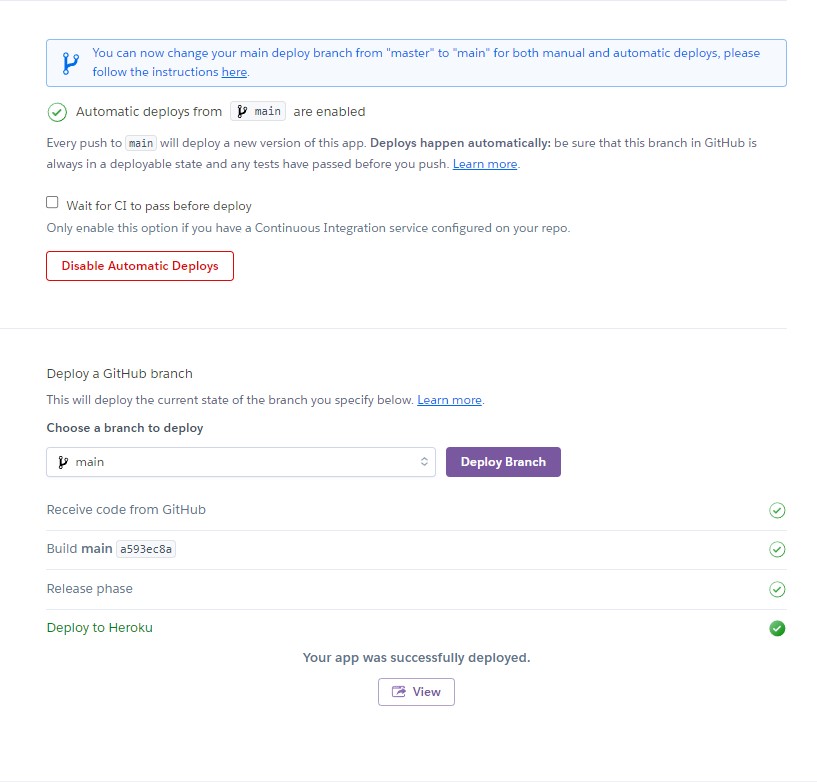 You can now change your main deploy branch from "master" to "main" for both manual and automatic deploys, please
follow the instructions here.
Automatic deploys from main are enabled
Every push to main will deploy a new version of this app. Deploys happen automatically: be sure that this branch in GitHub is
always in a deployable state and any tests have passed before you push. Learn more.
Wait for CI to pass before deploy
Only enable this option if you have a Continuous Integration service configured on your repo.
Disable Automatic Deploys
Deploy a GitHub branch
This will deploy the current state of the branch you specify below. Learn more.
Choose a branch to deploy
main Deploy Branch
Receive code from GitHub
Build main a593ec8a
Release phase
Deploy to Heroku
Your app was successfully deployed.
View